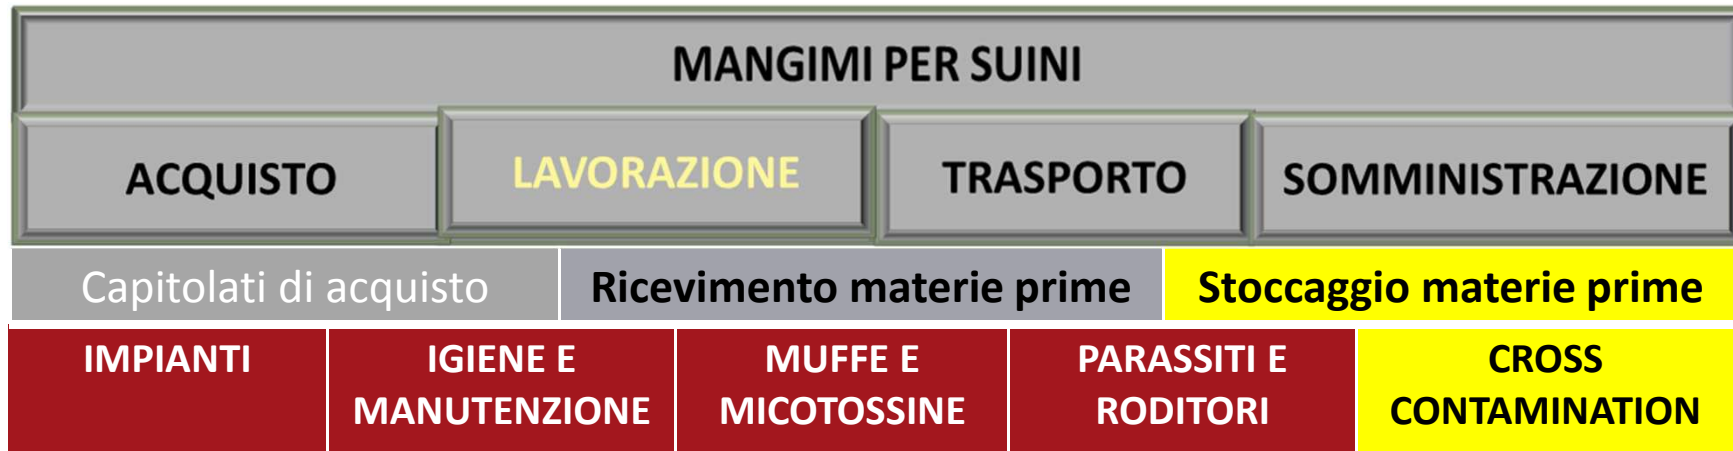 MANGIMI PER SUINI
ACQUISTO
LAVORAZIONE
TRASPORTO
SOMMINISTRAZIONE
Capitolati di acquisto
Ricevimento materie prime
Stoccaggio materie prime
IMPIANTI
IGIENE E
MANUTENZIONE
MUFFE E
MICOTOSSINE
PARASSITI E
RODITORI
CROSS
CONTAMINATION